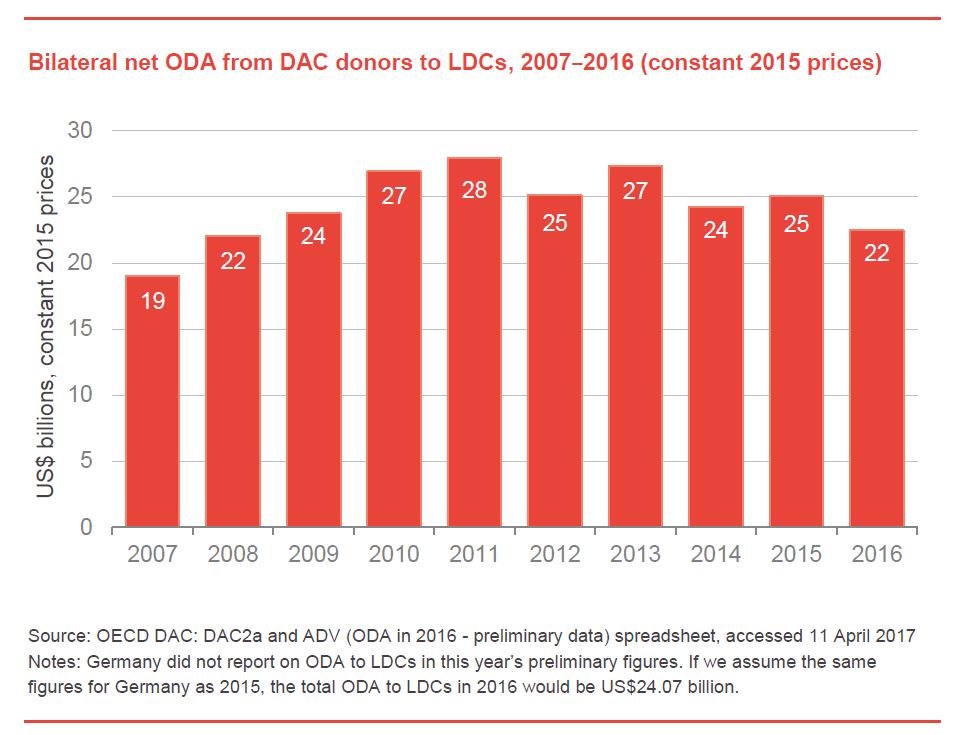 Bilateral net ODA from DAC donors to LDCs, 2007–2016 (constant 2015 prices)
US$ billions, constant 2015 prices
30
25
20
15
10
5
0
19
22
24
27
28
25
27
24
25
22
2007 2008 2009 2010 2011 2012 2013 2014 2015 2016
Source: OECD DAC: DAC2a and ADV (ODA in 2016 - preliminary data) spreadsheet, accessed 11 April 2017
Notes: Germany did not report on ODA to LDCs in this year's preliminary figures. If we assume the same
figures for Germany as 2015, the total ODA to LDCs in 2016 would be US$24.07 billion.